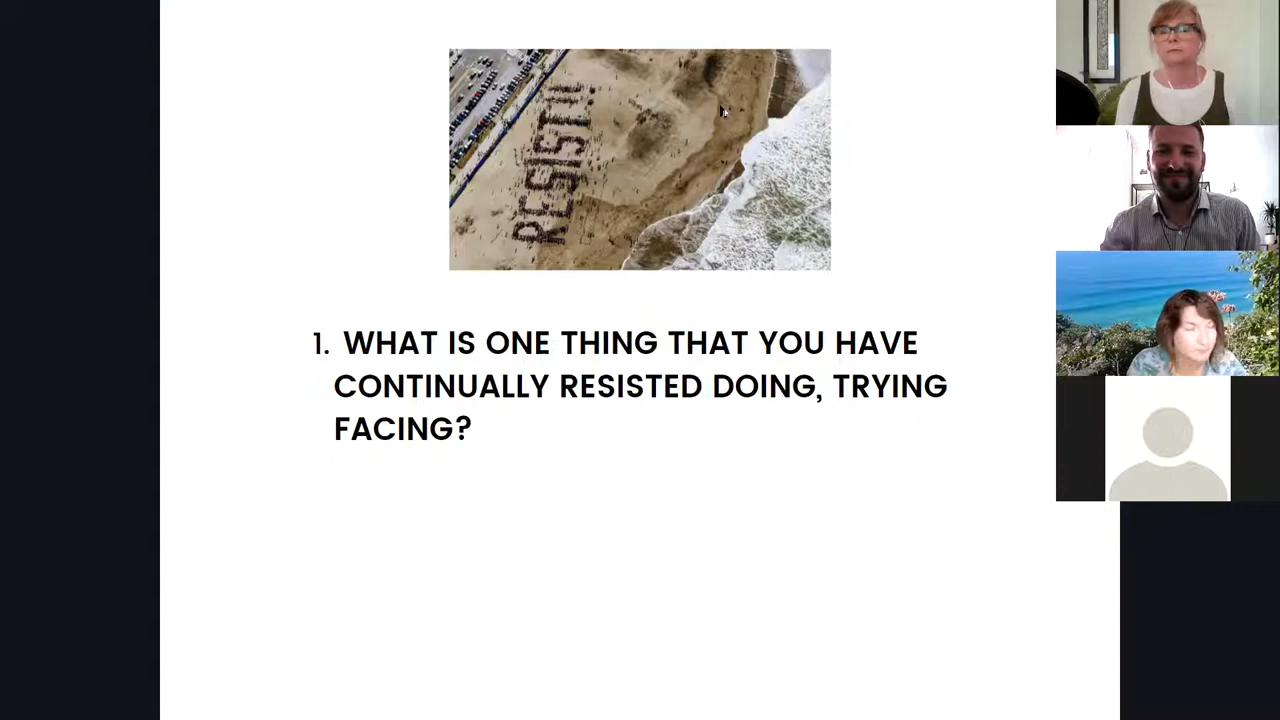 RESIST!!
1. WHAT IS ONE THING THAT YOU HAVE
CONTINUALLY RESISTED DOING, TRYING
FACING?